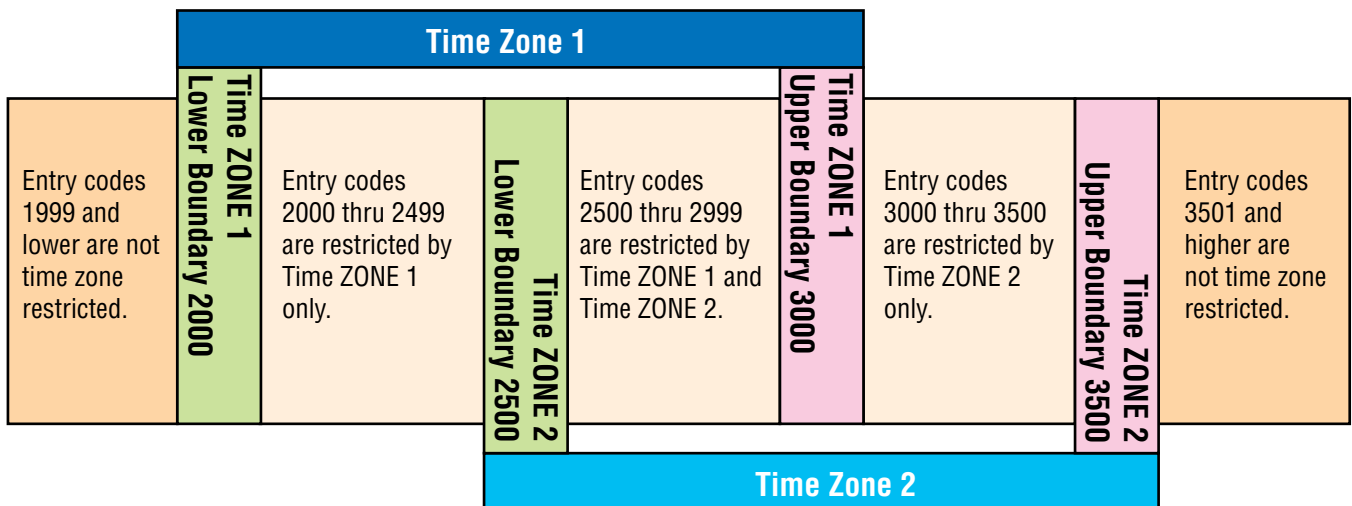 Time Zone 1
Entry codes
1999 and
lower are not
time zone
restricted.
Time ZONE 1
Lower Boundary 2000
Entry codes
2000 thru 2499
are restricted by
Time ZONE 1
only.
Time ZONE 2
Lower Boundary 2500
Entry codes
2500 thru 2999
are restricted by
Time ZONE 1 and
Time ZONE 2.
Time ZONE 1
Upper Boundary 3000
Entry codes
3000 thru 3500
are restricted by
Time ZONE 2
only.
Time ZONE 2
Upper Boundary 3500
Entry codes
3501 and
higher are
not time zone
restricted.
Time Zone 2